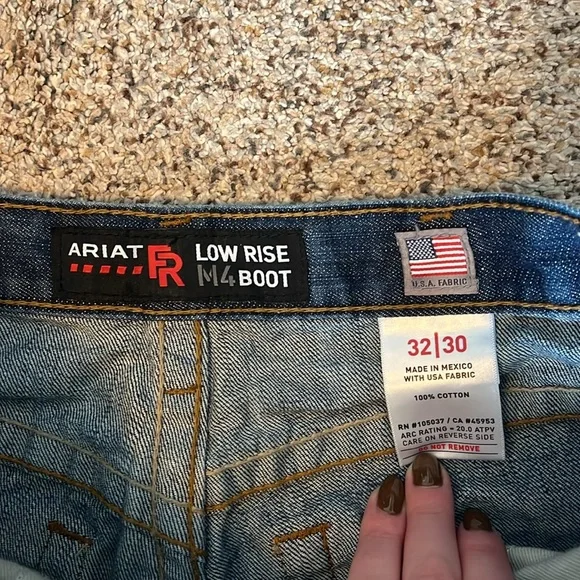 ARIAT FR
LOW RISE
M4 BOOT
U.S.A. FABRIC
32|30
MADE IN MEXICO
WITH USA FABRIC
100% COTTON
RN #105037 / CA #45953
ARC RATING = 20.0 ATPV
CARE ON REVERSE SIDE
DO NOT REMOVE